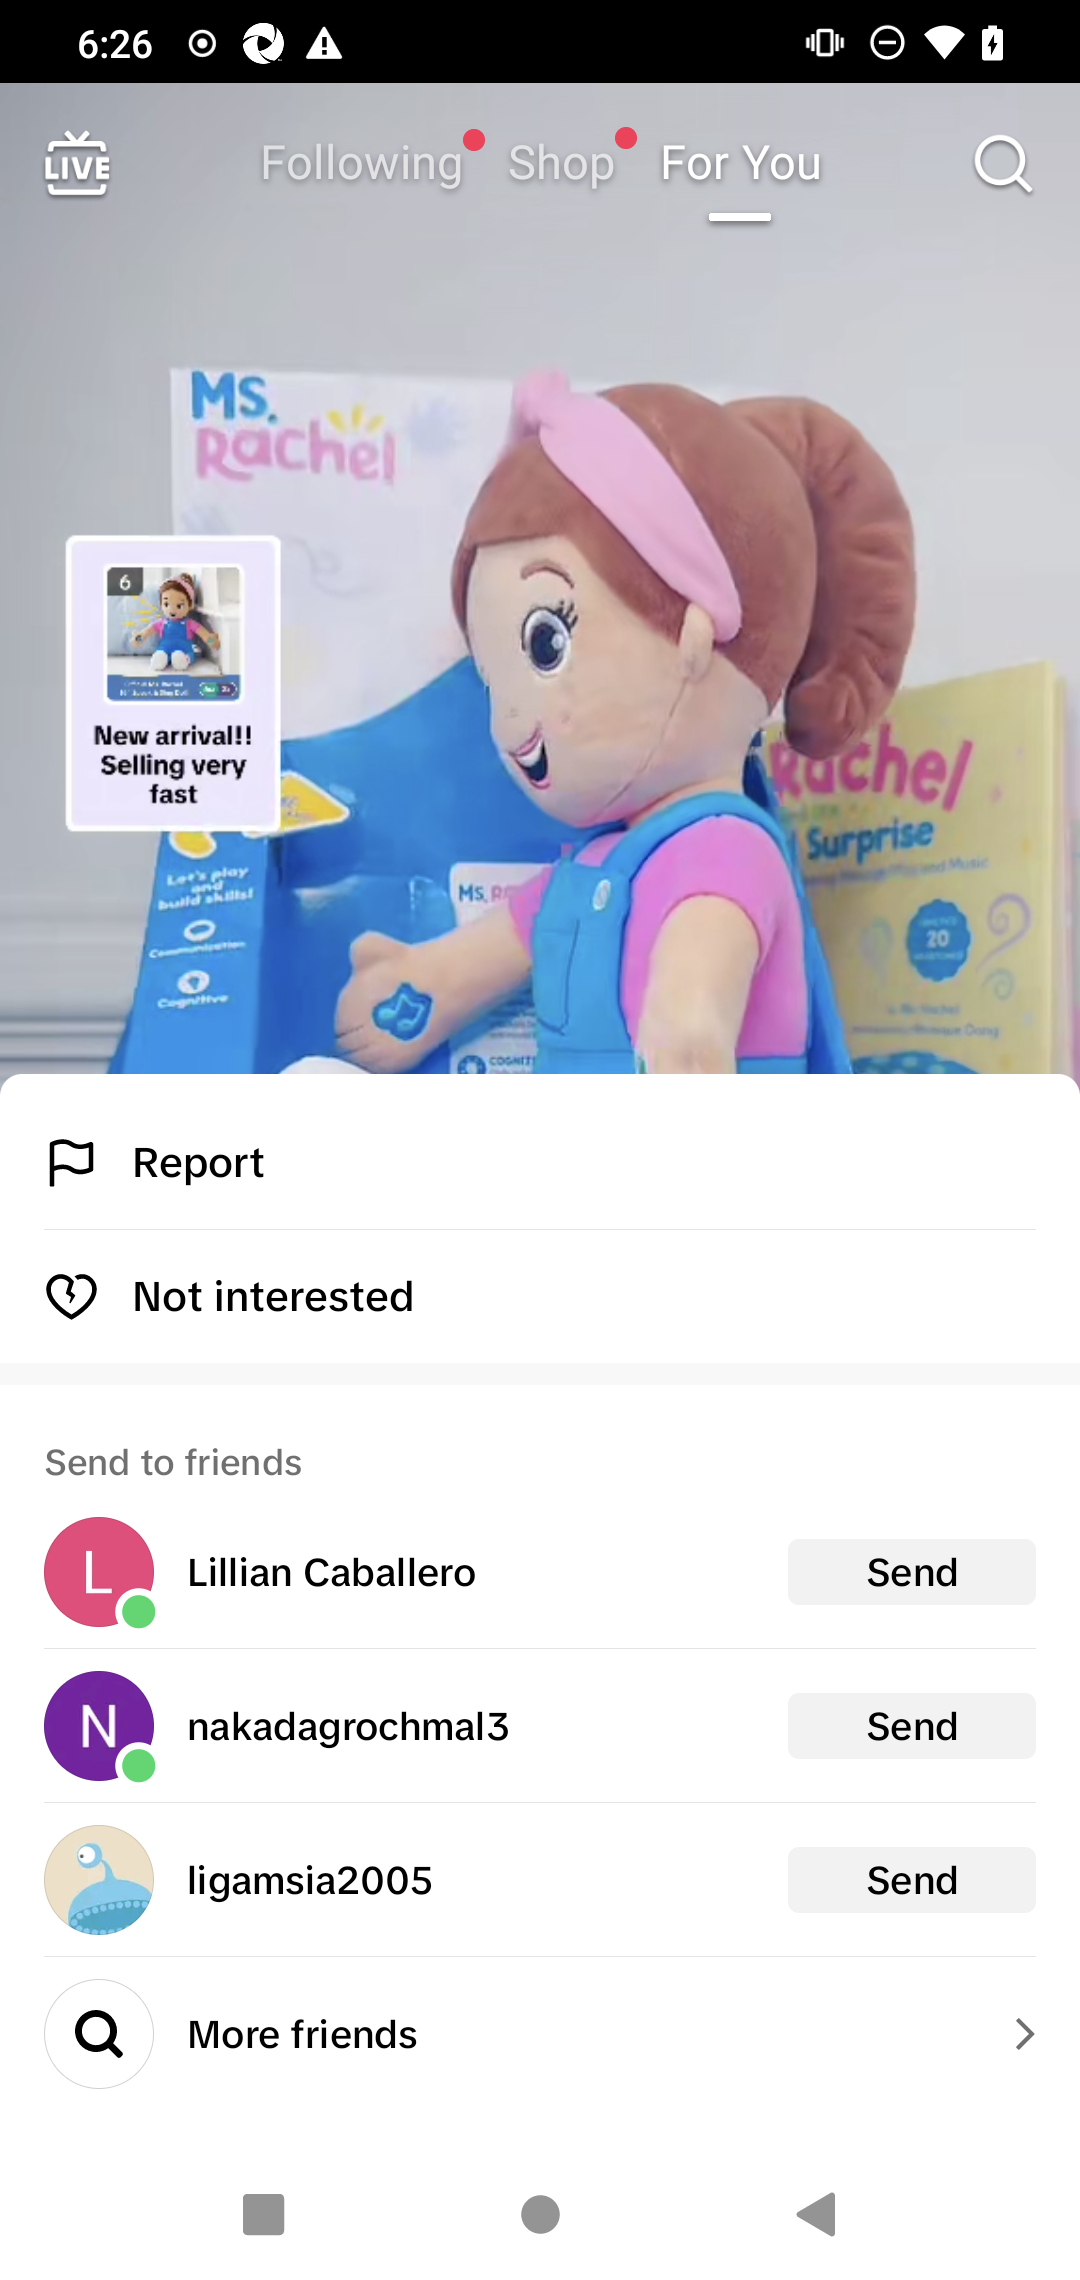 6:26
LIVE
Following Shop For You
Ms.
Rachel
6
New arrival!!
Selling very
fast
Rachel
Surprise
Let's play
and
build skills!
Communication
Cognitive
MS. R
20
COGNITI
Report
Not interested
Send to friends
L Lillian Caballero Send
N nakadagrochmal3 Send
ligamsia2005 Send
More friends